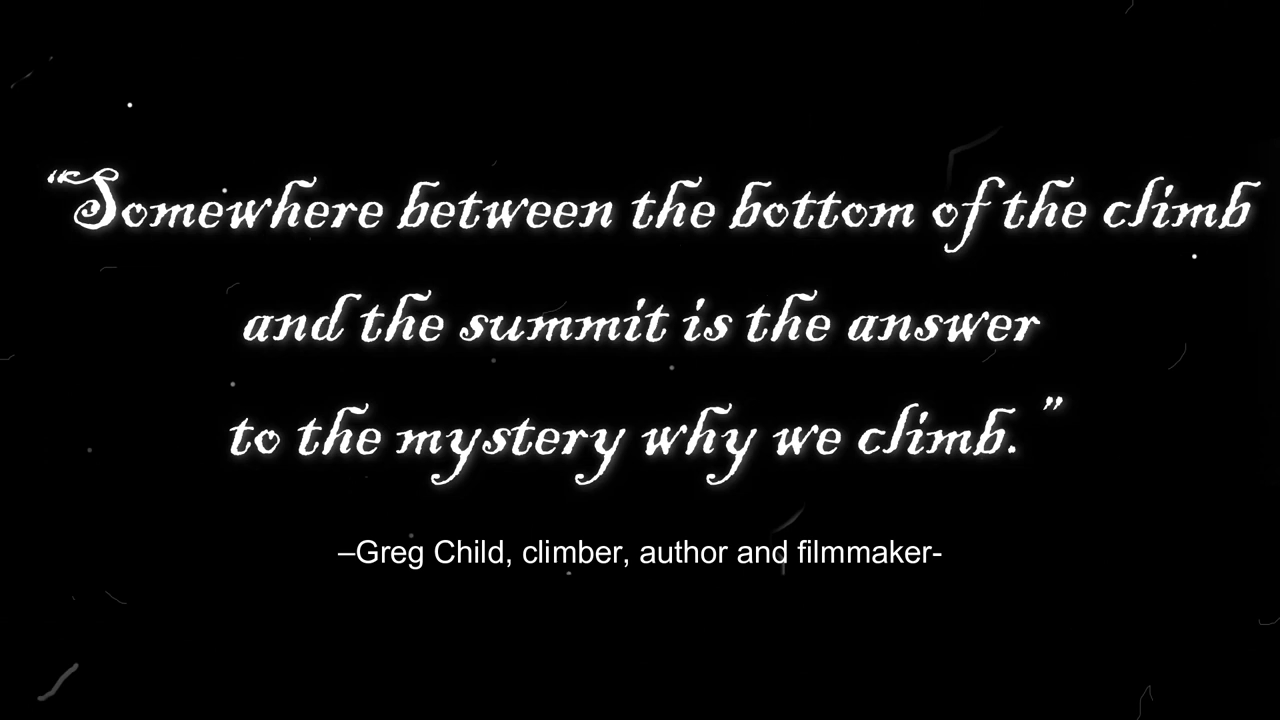 “Somewhere between the bottom of the climb
and the summit is the answer
to the mystery why we climb. ”
–Greg Child, climber, author and filmmaker-